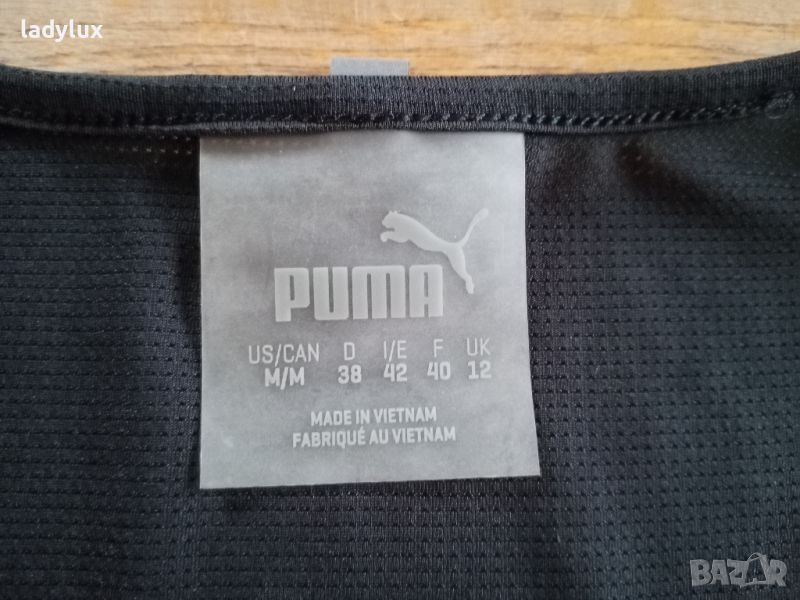 ladylux
PUMA
US/CAN D I/E F UK
M/M 38 42 40 12
MADE IN VIETNAM
FABRIQUÉ AU VIETNAM
BAZAR